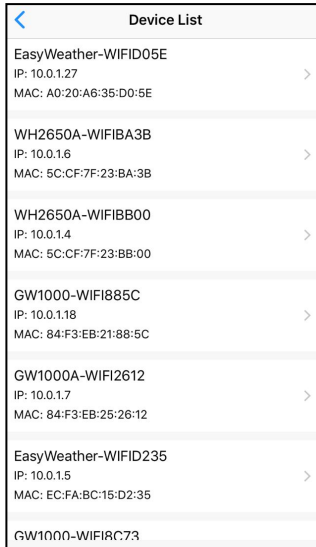 Device List
EasyWeather-WIFID05E
IP: 10.0.1.27
MAC: A0:20:A6:35:D0:5E
WH2650A-WIFIBA3B
IP: 10.0.1.6
MAC: 5C:CF:7F:23:BA:3B
WH2650A-WIFIBB00
IP: 10.0.1.4
MAC: 5C:CF:7F:23:BB:00
GW1000-WIFI885C
IP: 10.0.1.18
MAC: 84:F3:EB:21:88:5C
GW1000A-WIFI2612
IP: 10.0.1.7
MAC: 84:F3:EB:25:26:12
EasyWeather-WIFID235
IP: 10.0.1.5
MAC: EC:FA:BC:15:D2:35
GW1000-WIFI8C73